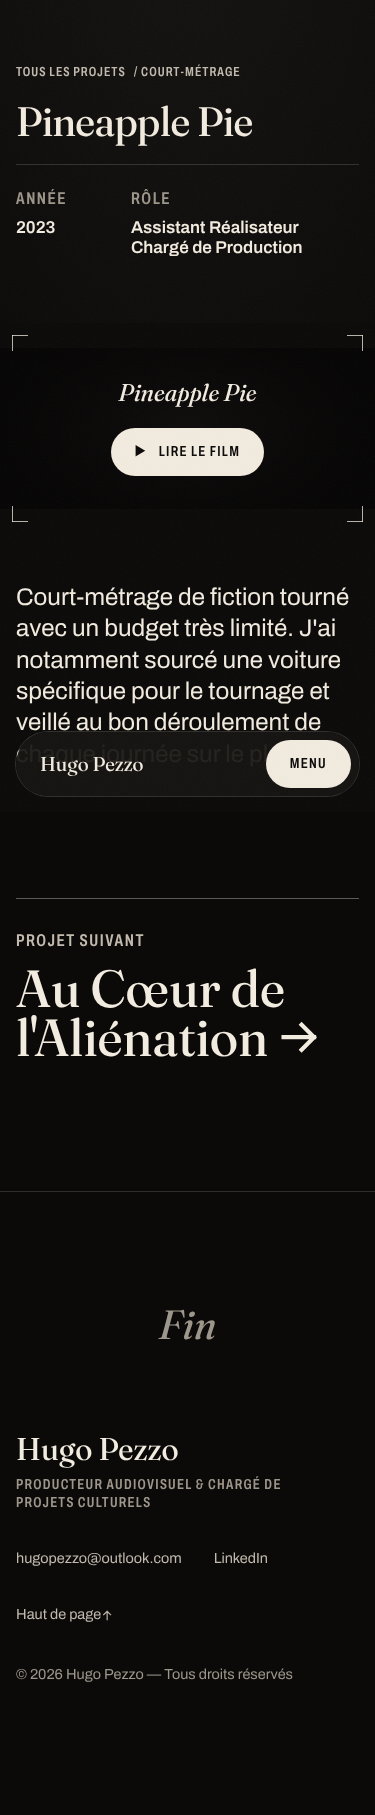 TOUS LES PROJETS / COURT-MÉTRAGE
Pineapple Pie
ANNÉE
2023
RÔLE
Assistant Réalisateur
Chargé de Production
Pineapple Pie
LIRE LE FILM
Court-métrage de fiction tourné
avec un budget très limité. J'ai
notamment sourcé une voiture
spécifique pour le tournage et
veillé au bon déroulement de
chaque journée sur le
Hugo Pezzo
MENU
PROJET SUIVANT
Au Cœur de
l'Aliénation →
Fin
Hugo Pezzo
PRODUCTEUR AUDIOVISUEL & CHARGÉ DE
PROJETS CULTURELS
hugopezzo@outlook.com LinkedIn
Haut de page↑
© 2026 Hugo Pezzo — Tous droits réservés